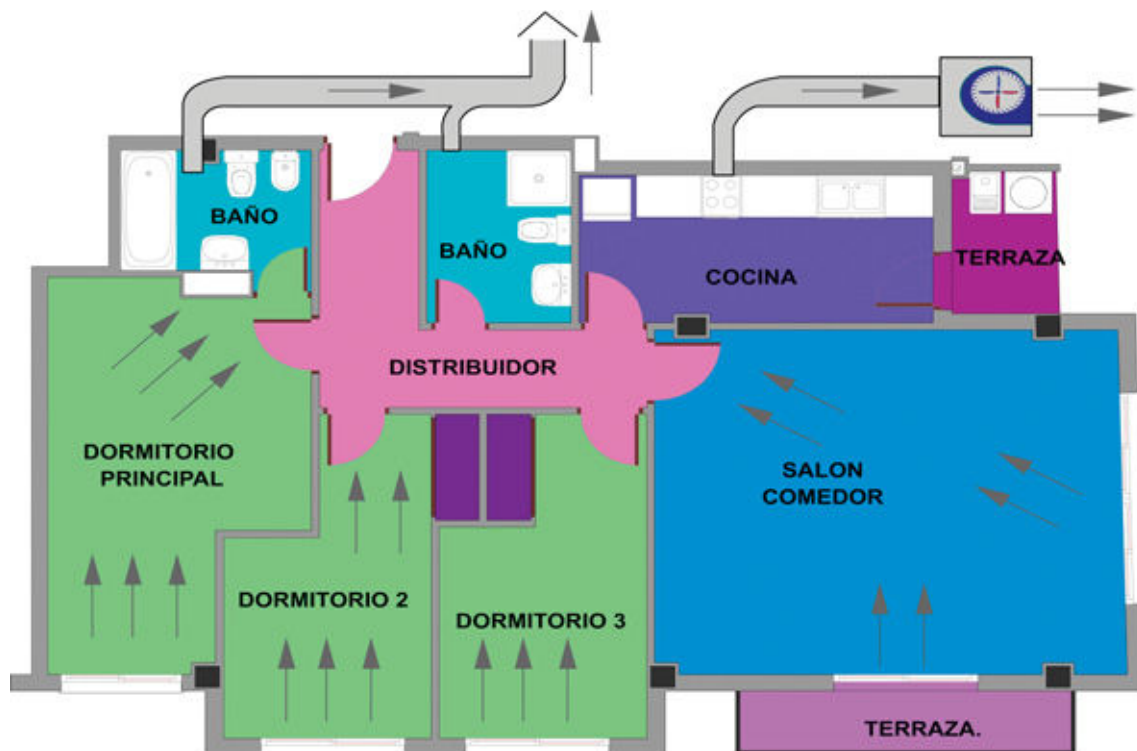 BAÑO
BAÑO
COCINA
TERRAZA
DISTRIBUIDOR
DORMITORIO
PRINCIPAL
SALON
COMEDOR
DORMITORIO 2
DORMITORIO 3
TERRAZA.